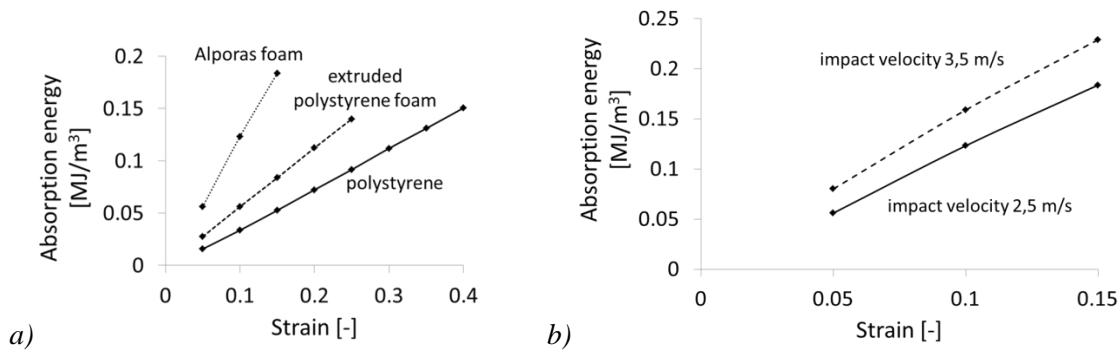 Absorption energy
[MJ/m³]
0.2
0.15
0.1
0.05
0
Alporas foam
extruded
polystyrene foam
polystyrene
0 0.1 0.2 0.3 0.4
Strain [-]
a)
Absorption energy
[MJ/m³]
0.25
0.2
0.15
0.1
0.05
0
impact velocity 3,5 m/s
impact velocity 2,5 m/s
0 0.05 0.1 0.15
Strain [-]
b)